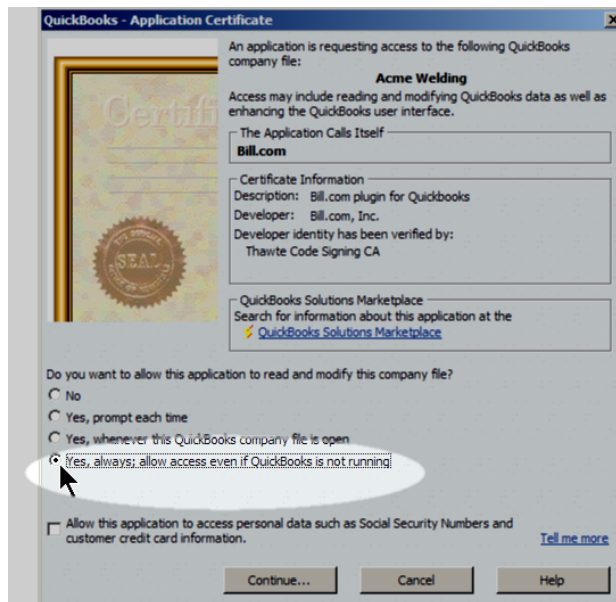 QuickBooks - Application Certificate
An application is requesting access to the following QuickBooks
company file:
Acme Welding
Access may include reading and modifying QuickBooks data as well as
enhancing the QuickBooks user interface.
The Application Calls Itself
Bill.com
Certificate Information
Description: Bill.com plugin for Quickbooks
Developer: Bill.com, Inc.
Developer identity has been verified by:
Thawte Code Signing CA
QuickBooks Solutions Marketplace
Search for information about this application at the
QuickBooks Solutions Marketplace
Certifi
SEAL
Do you want to allow this application to read and modify this company file?
No
Yes, prompt each time
Yes, whenever this QuickBooks company file is open
Yes, always; allow access even if QuickBooks is not running
Allow this application to access personal data such as Social Security Numbers and
customer credit card information.
Tell me more
Continue...
Cancel
Help